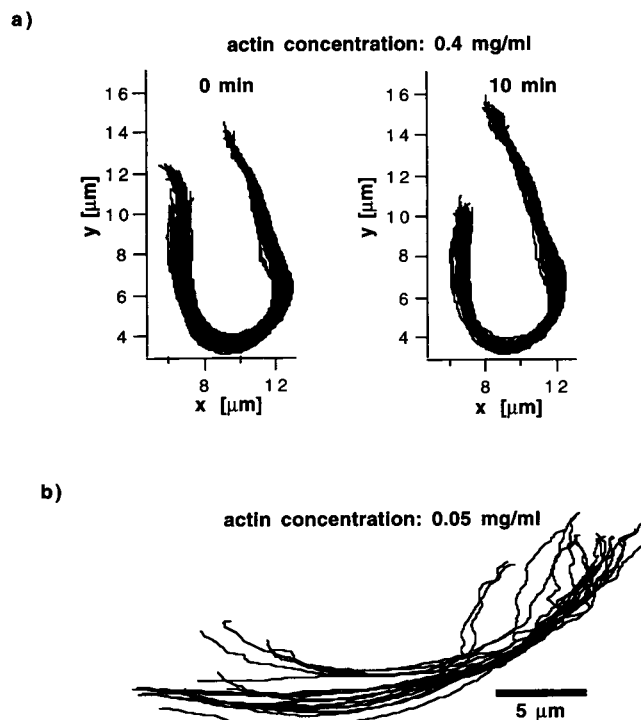 a)
actin concentration: 0.4 mg/ml
0 min
10 min
16
14
12
10
8
6
4
y [μm]
8 12
x [μm]
16
14
12
10
8
6
4
y [μm]
8 12
x [μm]
b)
actin concentration: 0.05 mg/ml
5 μm